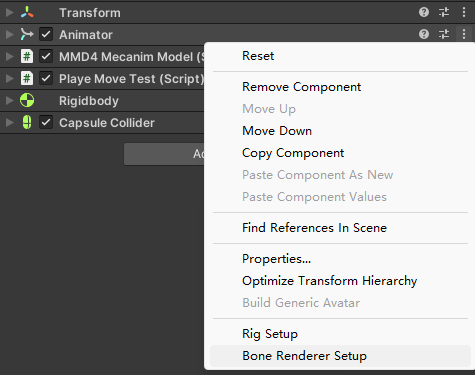 Transform
Animator
MMD4 Mecanim Model (S
Playe Move Test (Script)
Rigidbody
Capsule Collider
Ad
Reset
Remove Component
Move Up
Move Down
Copy Component
Paste Component As New
Paste Component Values
Find References In Scene
Properties...
Optimize Transform Hierarchy
Build Generic Avatar
Rig Setup
Bone Renderer Setup